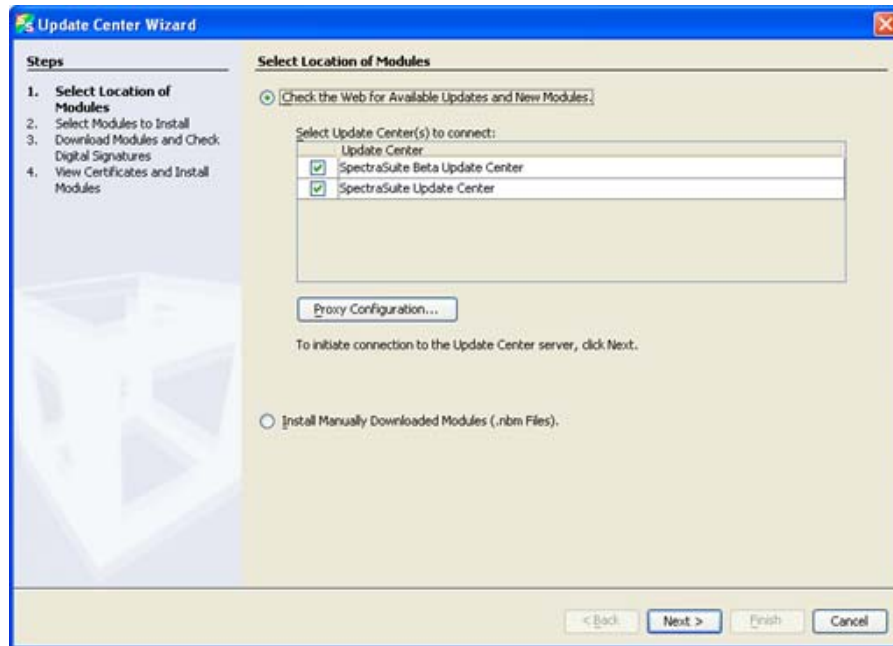 Update Center Wizard
Steps
1. Select Location of
Modules
2. Select Modules to Install
3. Download Modules and Check
Digital Signatures
4. View Certificates and Install
Modules
Select Location of Modules
Check the Web for Available Updates and New Modules.
Select Update Center(s) to connect:
Update Center
SpectraSuite Beta Update Center
SpectraSuite Update Center
Proxy Configuration...
To initiate connection to the Update Center server, click Next.
Install Manually Downloaded Modules (.nbm Files).
< Back Next > Finish Cancel